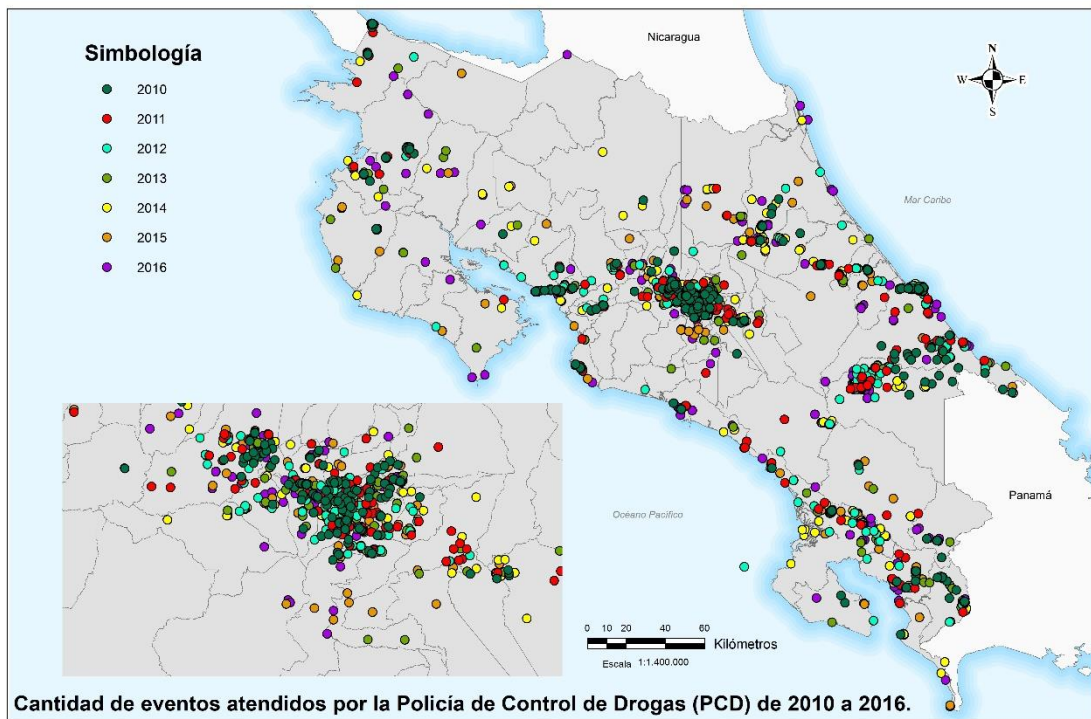 Simbología
2010
2011
2012
2013
2014
2015
2016
Nicaragua
N
W E
S
Mar Caribo
Panamá
Océano Pacífico
0 10 20 40 60
Kilómetros
Escala 1:1.400.000
Cantidad de eventos atendidos por la Policía de Control de Drogas (PCD) de 2010 a 2016.